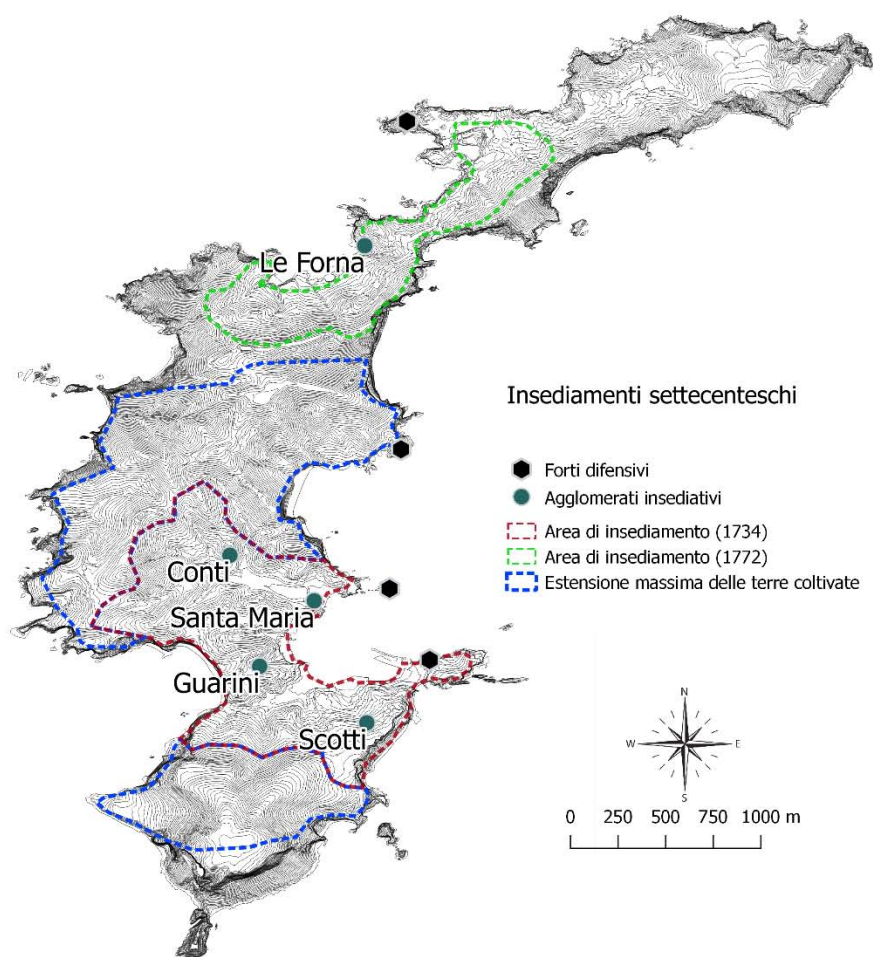 Le Forna
Insediamenti settecenteschi
Forti difensivi
Agglomerati insediativi
Area di insediamento (1734)
Area di insediamento (1772)
Estensione massima delle terre coltivate
Conti
Santa Maria
Guarini
Scotti
N
W E
S
0 250 500 750 1000 m